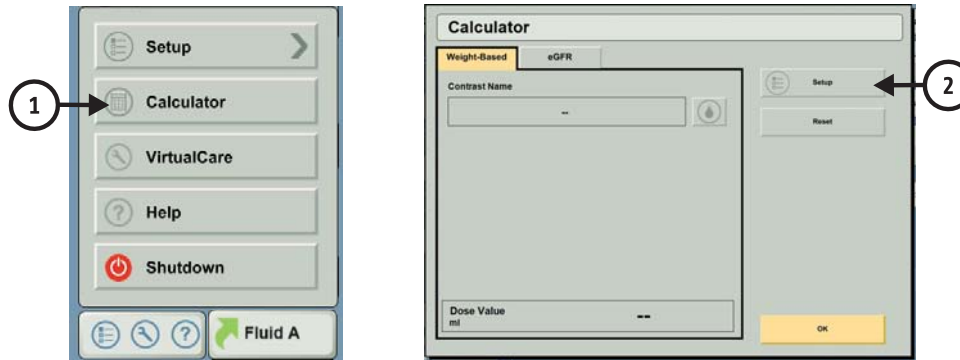 Setup
1
Calculator
VirtualCare
Help
Shutdown
Fluid A
Calculator
Weight-Based eGFR
Contrast Name
--
Setup
2
Reset
Dose Value
ml
--
OK